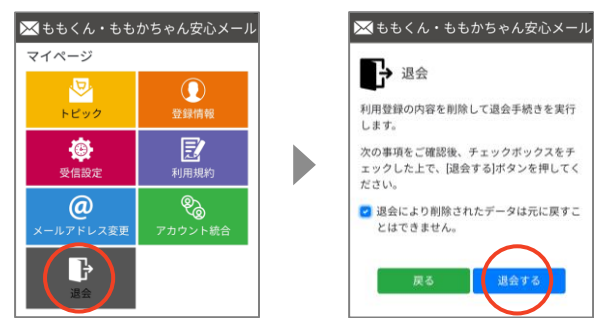 ももくん・ももかちゃん安心メール
マイページ
トピック
登録情報
受信設定
利用規約
@
メールアドレス変更
アカウント統合
退会
ももくん・ももかちゃん安心メール
退会
利用登録の内容を削除して退会手続きを実行
します。
次の事項をご確認後、チェックボックスをチ
ェックした上で、[退会する]ボタンを押してく
ださい。
退会により削除されたデータは元に戻すこ
とはできません。
戻る
退会する